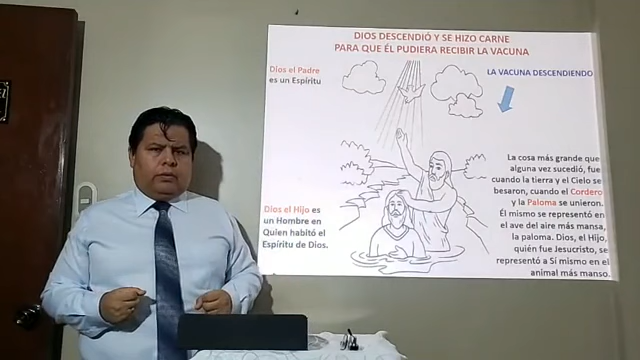 DIOS DESCENDIÓ Y SE HIZO CARNE
PARA QUE ÉL PUDIERA RECIBIR LA VACUNA
Dios el Padre
es un Espíritu
LA VACUNA DESCENDIENDO
La cosa más grande que
alguna vez sucedió, fue
cuando la tierra y el Cielo se
besaron, cuando el Cordero
y la Paloma se unieron.
Él mismo se representó en
el ave del aire más mansa,
la paloma. Dios, el Hijo,
quién fue Jesucristo, se
representó a Sí mismo en el
animal más manso.
Dios el Hijo es
un Hombre en
Quien habitó el
Espíritu de Dios.